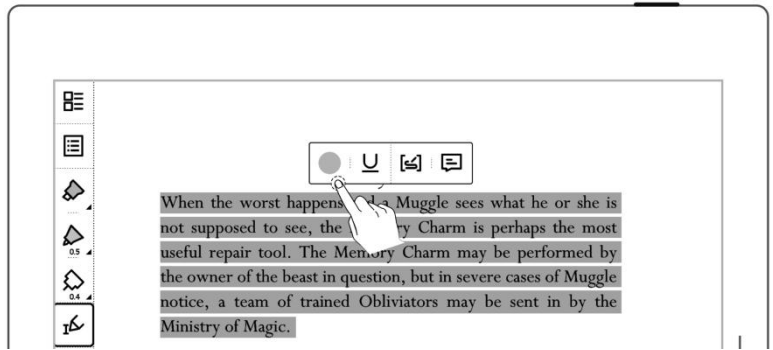 0.5
0.4
When the worst happens a Muggle sees what he or she is
not supposed to see, the Charm is perhaps the most
useful repair tool. The Memory Charm may be performed by
the owner of the beast in question, but in severe cases of Muggle
notice, a team of trained Obliviators may be sent in by the
Ministry of Magic.